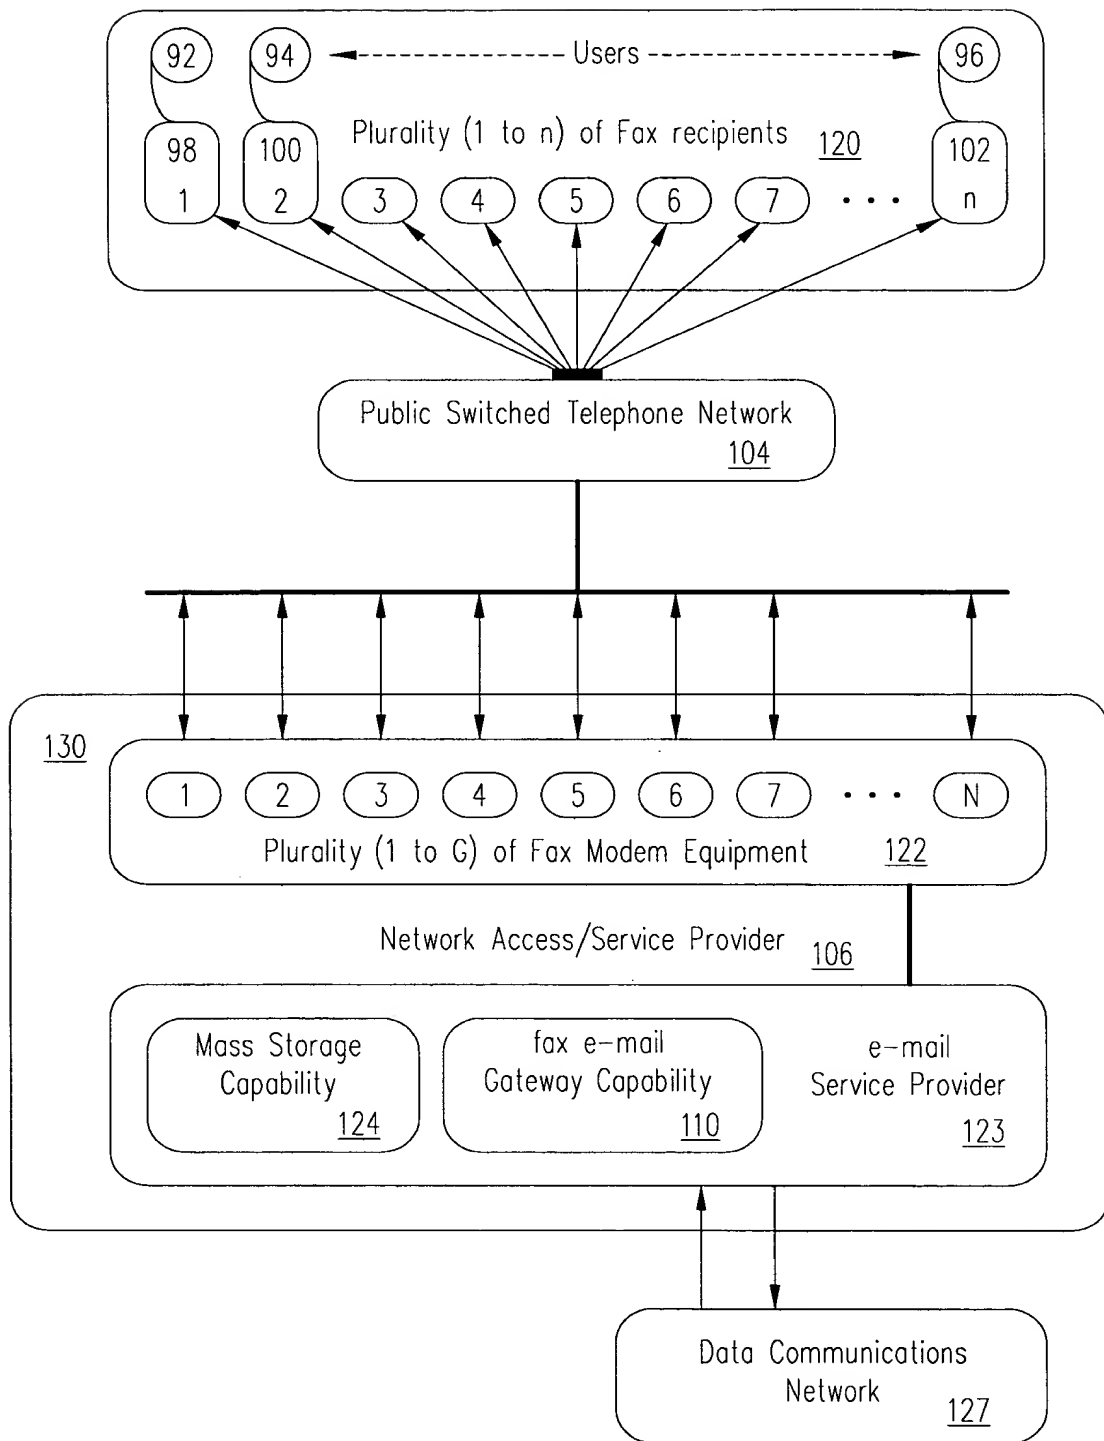 92 94 Users 96
98 100 Plurality (1 to n) of Fax recipients 120 102
1 2 3 4 5 6 7 ... n
Public Switched Telephone Network
104
130
1 2 3 4 5 6 7 ... N
Plurality (1 to G) of Fax Modem Equipment 122
Network Access/Service Provider 106
Mass Storage
Capability
124
fax e-mail
Gateway Capability
110
e-mail
Service Provider
123
Data Communications
Network
127